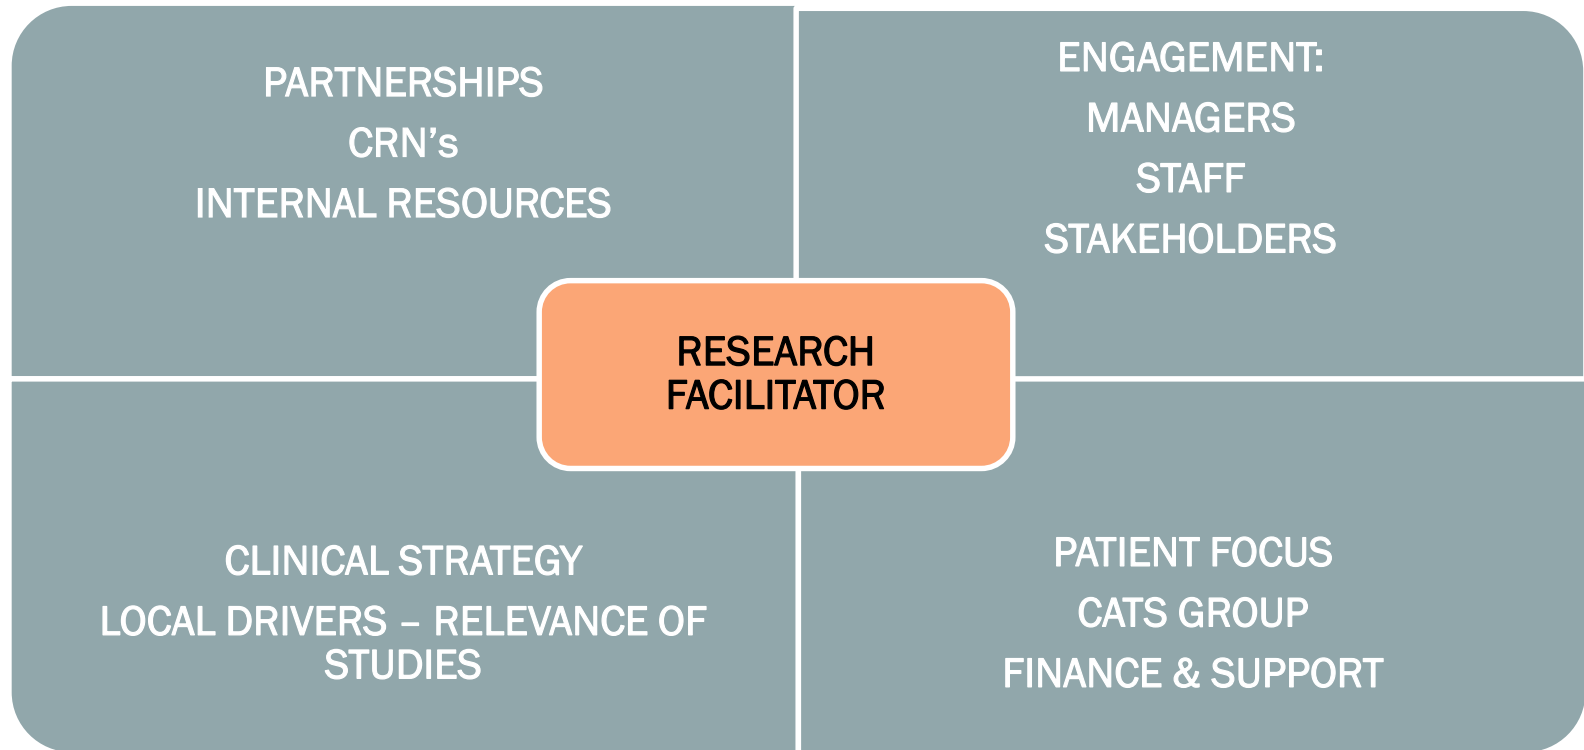 PARTNERSHIPS
CRN’s
INTERNAL RESOURCES
ENGAGEMENT:
MANAGERS
STAFF
STAKEHOLDERS
RESEARCH
FACILITATOR
CLINICAL STRATEGY
LOCAL DRIVERS – RELEVANCE OF
STUDIES
PATIENT FOCUS
CATS GROUP
FINANCE & SUPPORT